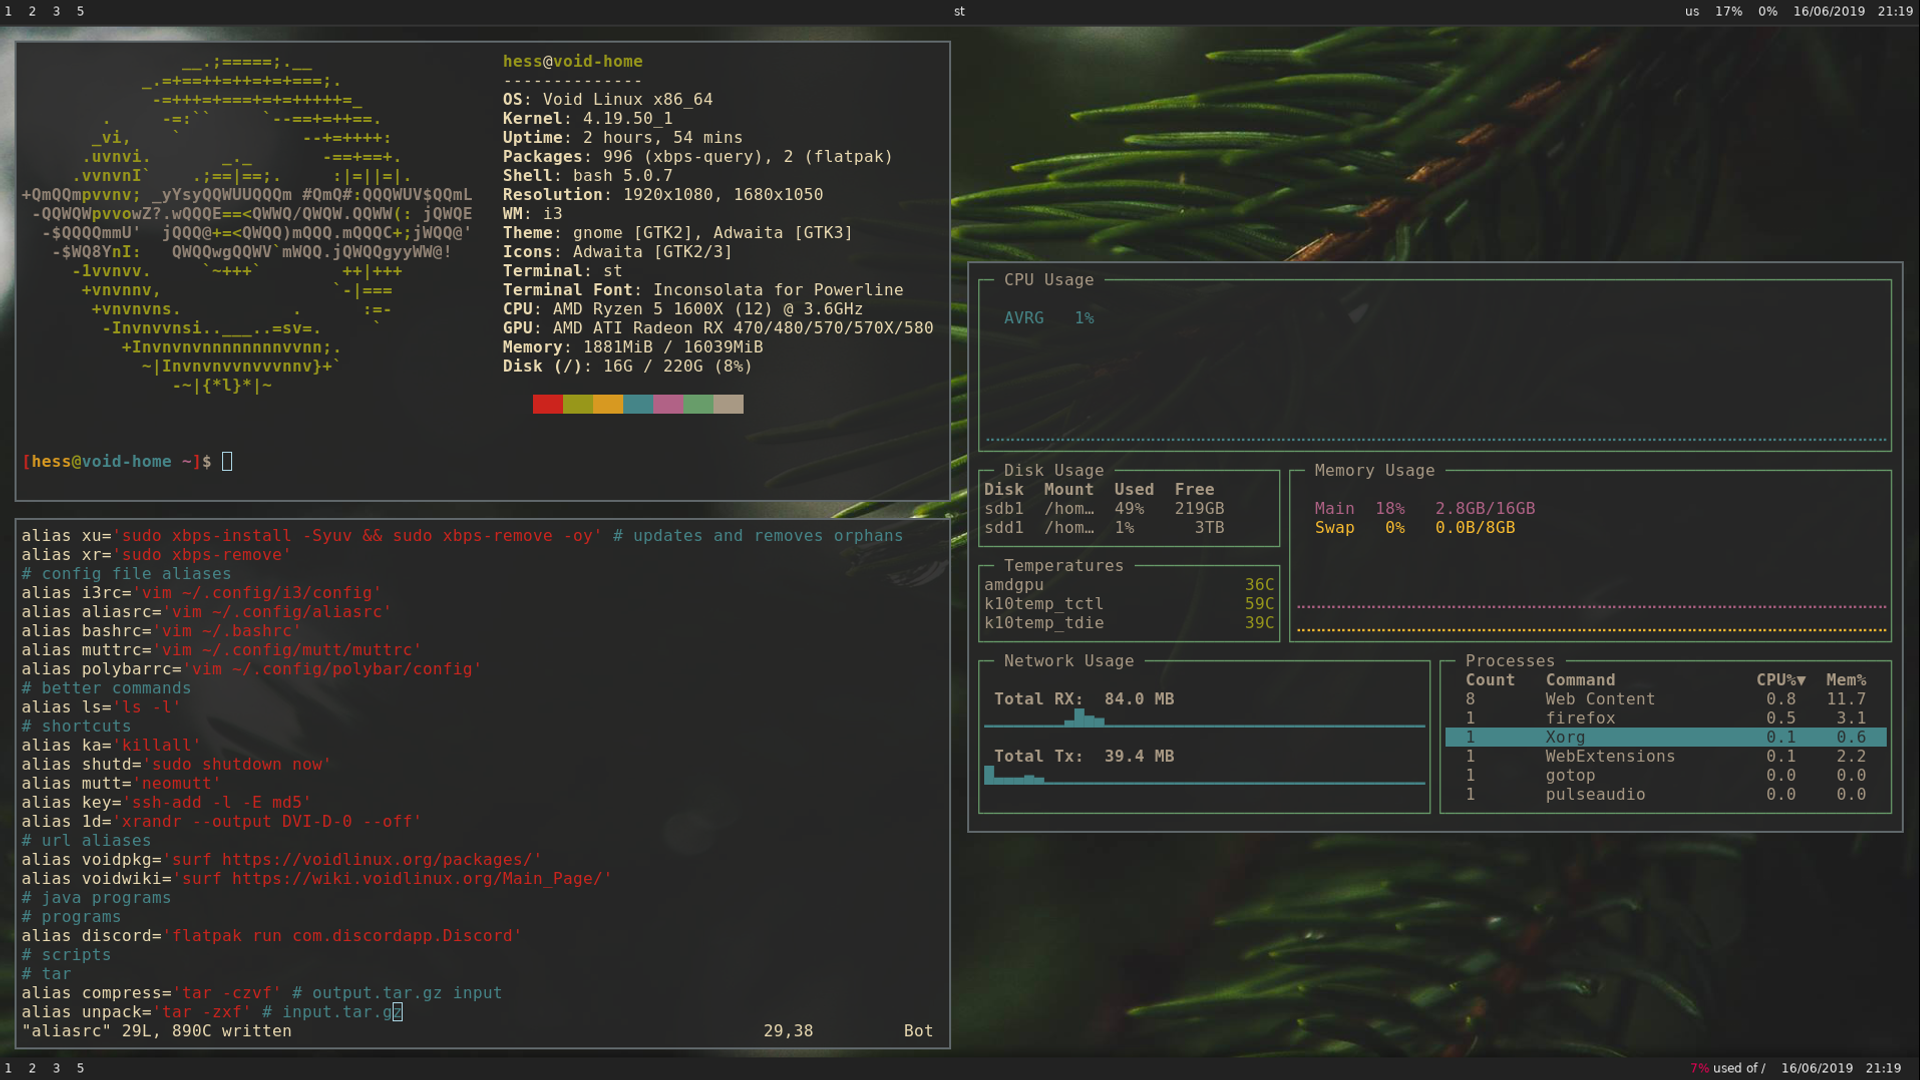 1 2 3 5
st
us 17% 0% 16/06/2019 21:19
hess@void-home
--------------
OS: Void Linux x86_64
Kernel: 4.19.50_1
Uptime: 2 hours, 54 mins
Packages: 996 (xbps-query), 2 (flatpak)
Shell: bash 5.0.7
Resolution: 1920x1080, 1680x1050
WM: i3
Theme: gnome [GTK2], Adwaita [GTK3]
Icons: Adwaita [GTK2/3]
Terminal: st
Terminal Font: Inconsolata for Powerline
CPU: AMD Ryzen 5 1600X (12) @ 3.6GHz
GPU: AMD ATI Radeon RX 470/480/570/570X/580
Memory: 1881MiB / 16039MiB
Disk (/): 16G / 220G (8%)
[hess@void-home ~]$
alias xu='sudo xbps-install -Syuv && sudo xbps-remove -oy' # updates and removes orphans
alias xr='sudo xbps-remove'
# config file aliases
alias i3rc='vim ~/.config/i3/config'
alias aliasrc='vim ~/.config/aliasrc'
alias bashrc='vim ~/.bashrc'
alias muttrc='vim ~/.config/mutt/muttrc'
alias polybarrc='vim ~/.config/polybar/config'
# better commands
alias ls='ls -l'
# shortcuts
alias ka='killall'
alias shutd='sudo shutdown now'
alias mutt='neomutt'
alias key='ssh-add -l -E md5'
alias 1d='xrandr --output DVI-D-0 --off'
# url aliases
alias voidpkg='surf https://voidlinux.org/packages/'
alias voidwiki='surf https://wiki.voidlinux.org/Main_Page/'
# java programs
# programs
alias discord='flatpak run com.discordapp.Discord'
# scripts
# tar
alias compress='tar -czvf' # output.tar.gz input
alias unpack='tar -zxf' # input.tar.gz
"aliasrc" 29L, 890C written 29,38 Bot
CPU Usage
AVRG 1%
Disk Usage
Disk Mount Used Free
sdb1 /hom… 49% 219GB
sdd1 /hom… 1% 3TB
Memory Usage
Main 18% 2.8GB/16GB
Swap 0% 0.0B/8GB
Temperatures
amdgpu 36C
k10temp_tctl 59C
k10temp_tdie 39C
Network Usage
Total RX: 84.0 MB
Total Tx: 39.4 MB
Processes
Count Command CPU%▼ Mem%
8 Web Content 0.8 11.7
1 firefox 0.5 3.1
1 Xorg 0.1 0.6
1 WebExtensions 0.1 2.2
1 gotop 0.0 0.0
1 pulseaudio 0.0 0.0
1 2 3 5
7% used of / 16/06/2019 21:19